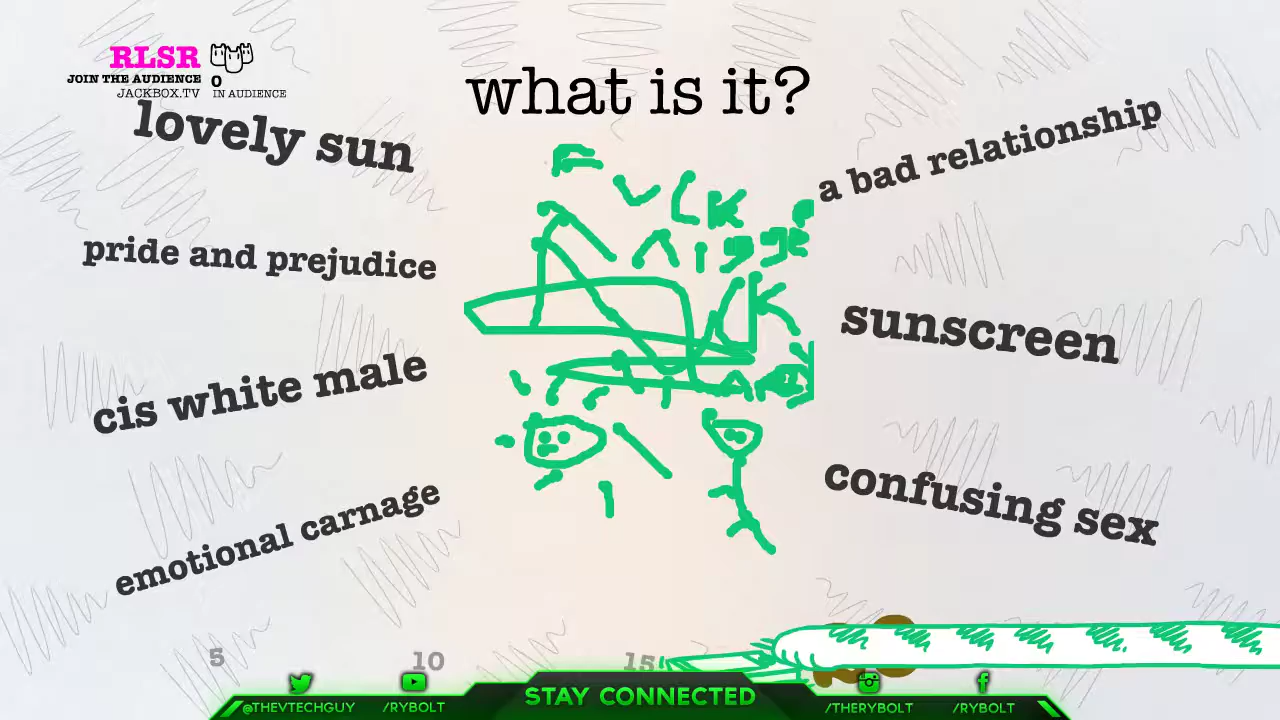 RLSR
JOIN THE AUDIENCE
JACKBOX.TV
0
IN AUDIENCE
what is it?
lovely sun
a bad relationship
pride and prejudice
sunscreen
cis white male
confusing sex
emotional carnage
5
10
15
STAY CONNECTED
@THEVTECHGUY
/RYBOLT
/THERYBOLT
/RYBOLT